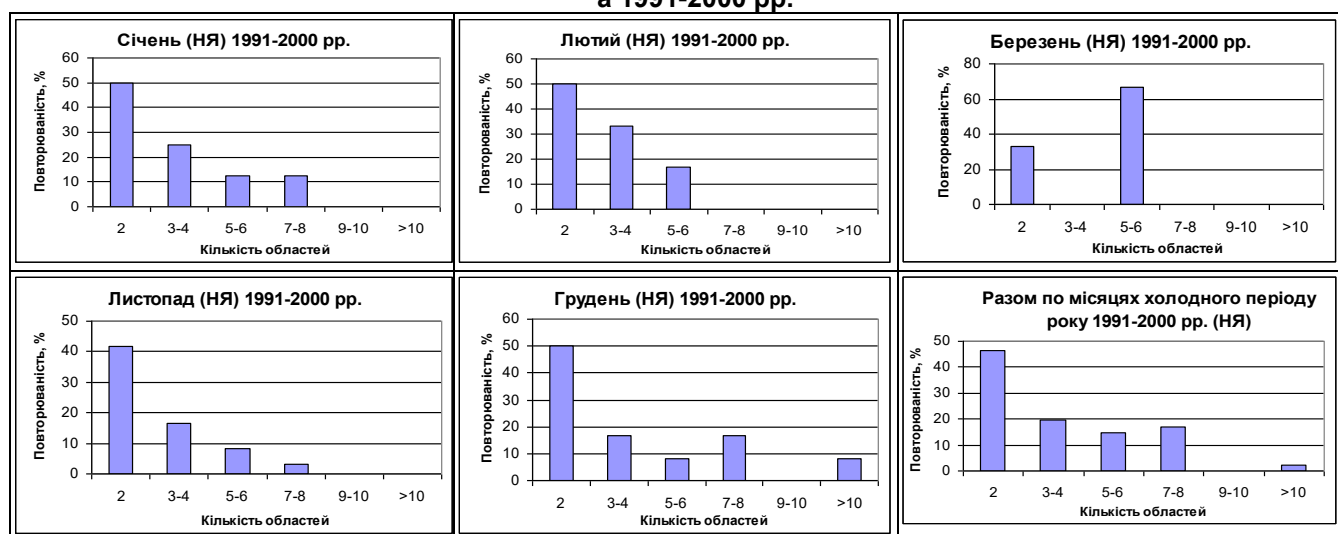 а 1991-2000 рр.
Січень (НЯ) 1991-2000 рр.
Повторюваність, %
60
50
40
30
20
10
0
2 3-4 5-6 7-8 9-10 >10
Кількість областей
Лютий (НЯ) 1991-2000 рр.
Повторюваність, %
60
50
40
30
20
10
0
2 3-4 5-6 7-8 9-10 >10
Кількість областей
Березень (НЯ) 1991-2000 рр.
Повторюваність, %
80
60
40
20
0
2 3-4 5-6 7-8 9-10 >10
Кількість областей
Листопад (НЯ) 1991-2000 рр.
Повторюваність, %
50
40
30
20
10
0
2 3-4 5-6 7-8 9-10 >10
Кількість областей
Грудень (НЯ) 1991-2000 рр.
Повторюваність, %
60
50
40
30
20
10
0
2 3-4 5-6 7-8 9-10 >10
Кількість областей
Разом по місяцях холодного періоду
року 1991-2000 рр. (НЯ)
Повторюваність, %
50
40
30
20
10
0
2 3-4 5-6 7-8 9-10 >10
Кількість областей